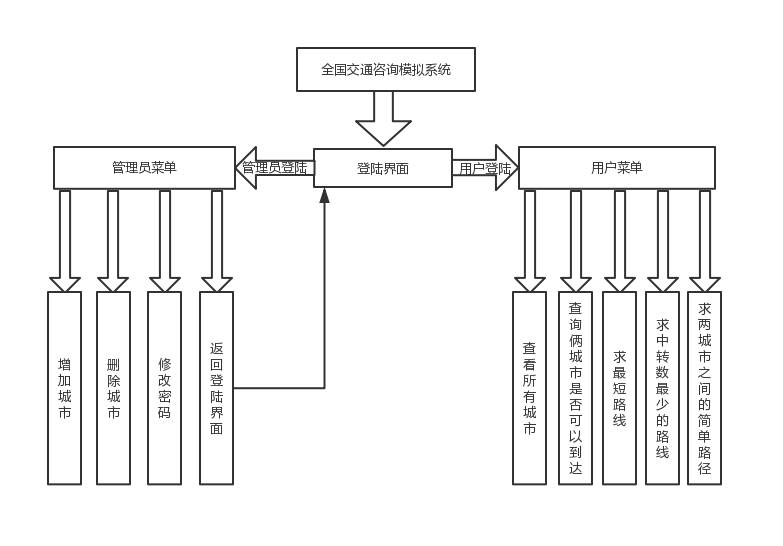 全国交通咨询模拟系统
管理员菜单
管理员登陆
登陆界面
用户登陆
用户菜单
增加城市
删除城市
修改密码
返回登陆界面
查看所有城市
查询俩城市是否可以到达
求最短路线
求中转数最少的路线
求两城市之间的简单路径